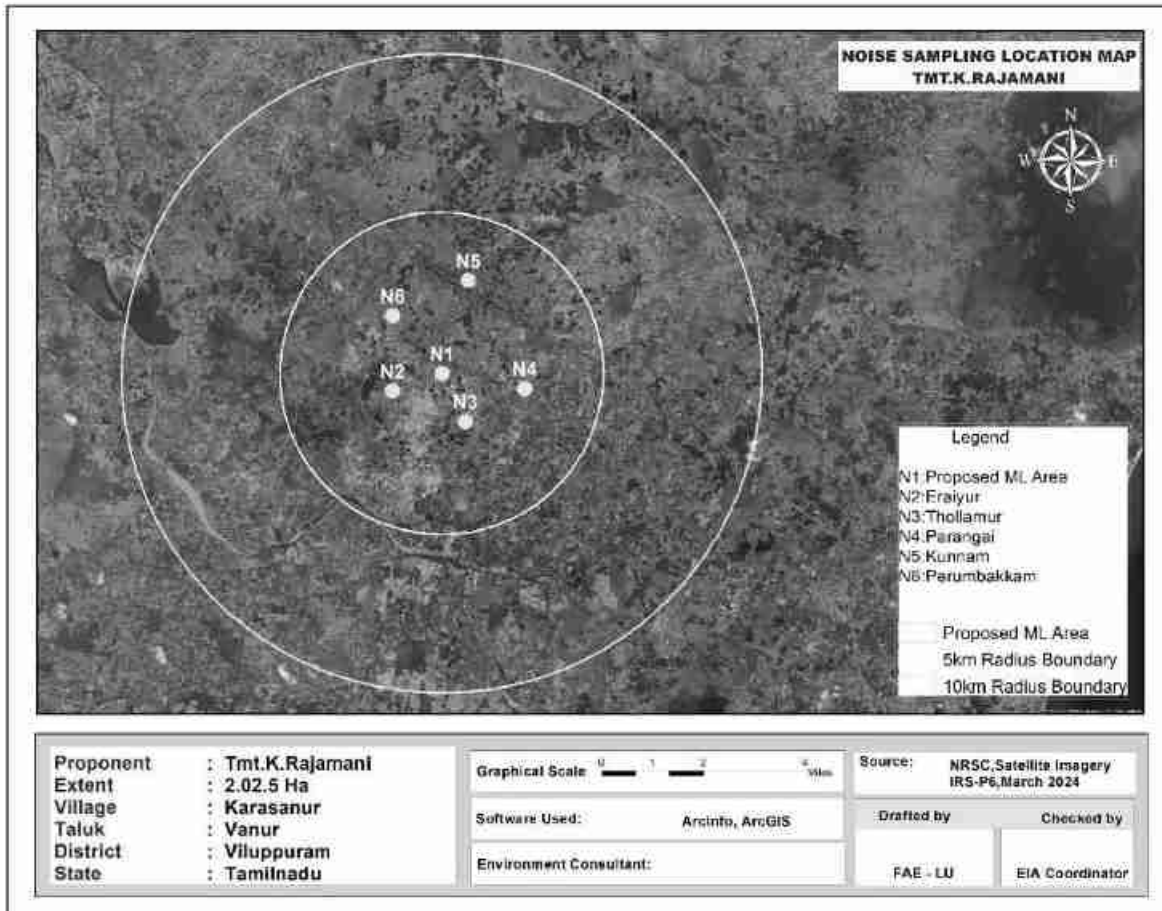 NOISE SAMPLING LOCATION MAP
TMT.K.RAJAMANI
N
W E
S
N5
N6
N1
N2
N4
N3
Legend
N1:Proposed ML Area
N2:Eraiyur
N3:Thollamur
N4:Parangai
N5:Kunnam
N6:Perumbakkam
Proposed ML Area
5km Radius Boundary
10km Radius Boundary
Proponent : Tmt.K.Rajamani
Extent : 2.02.5 Ha
Village : Karasanur
Taluk : Vanur
District : Viluppuram
State : Tamilnadu
Graphical Scale 0 1 2 4
Miles
Software Used: Arcinfo, ArcGIS
Environment Consultant:
Source: NRSC,Satellite Imagery
IRS-P6,March 2024
Drafted by Checked by
FAE - LU EIA Coordinator